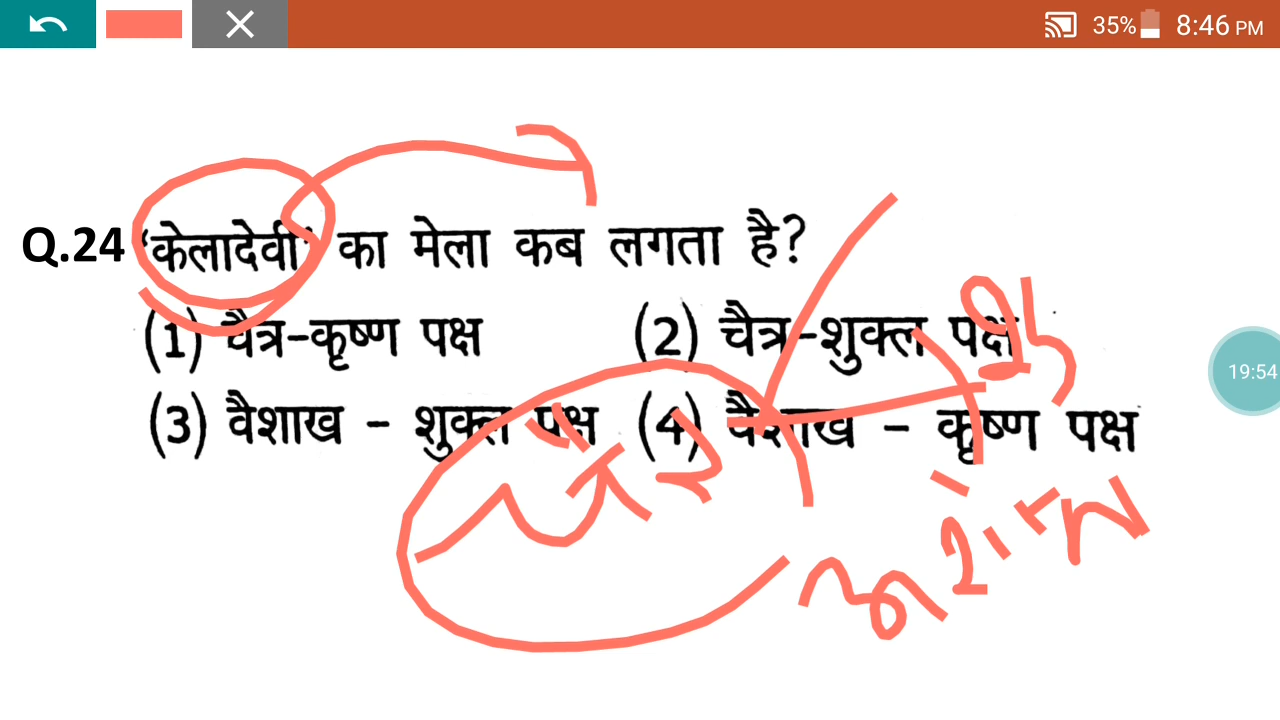 35% 8:46 PM
Q.24 'केलादेवी' का मेला कब लगता है?
(1) चैत्र-कृष्ण पक्ष (2) चैत्र-शुक्ल पक्ष
19:54
(3) वैशाख - शुक्ल पक्ष (4) वैशाख - कृष्ण पक्ष